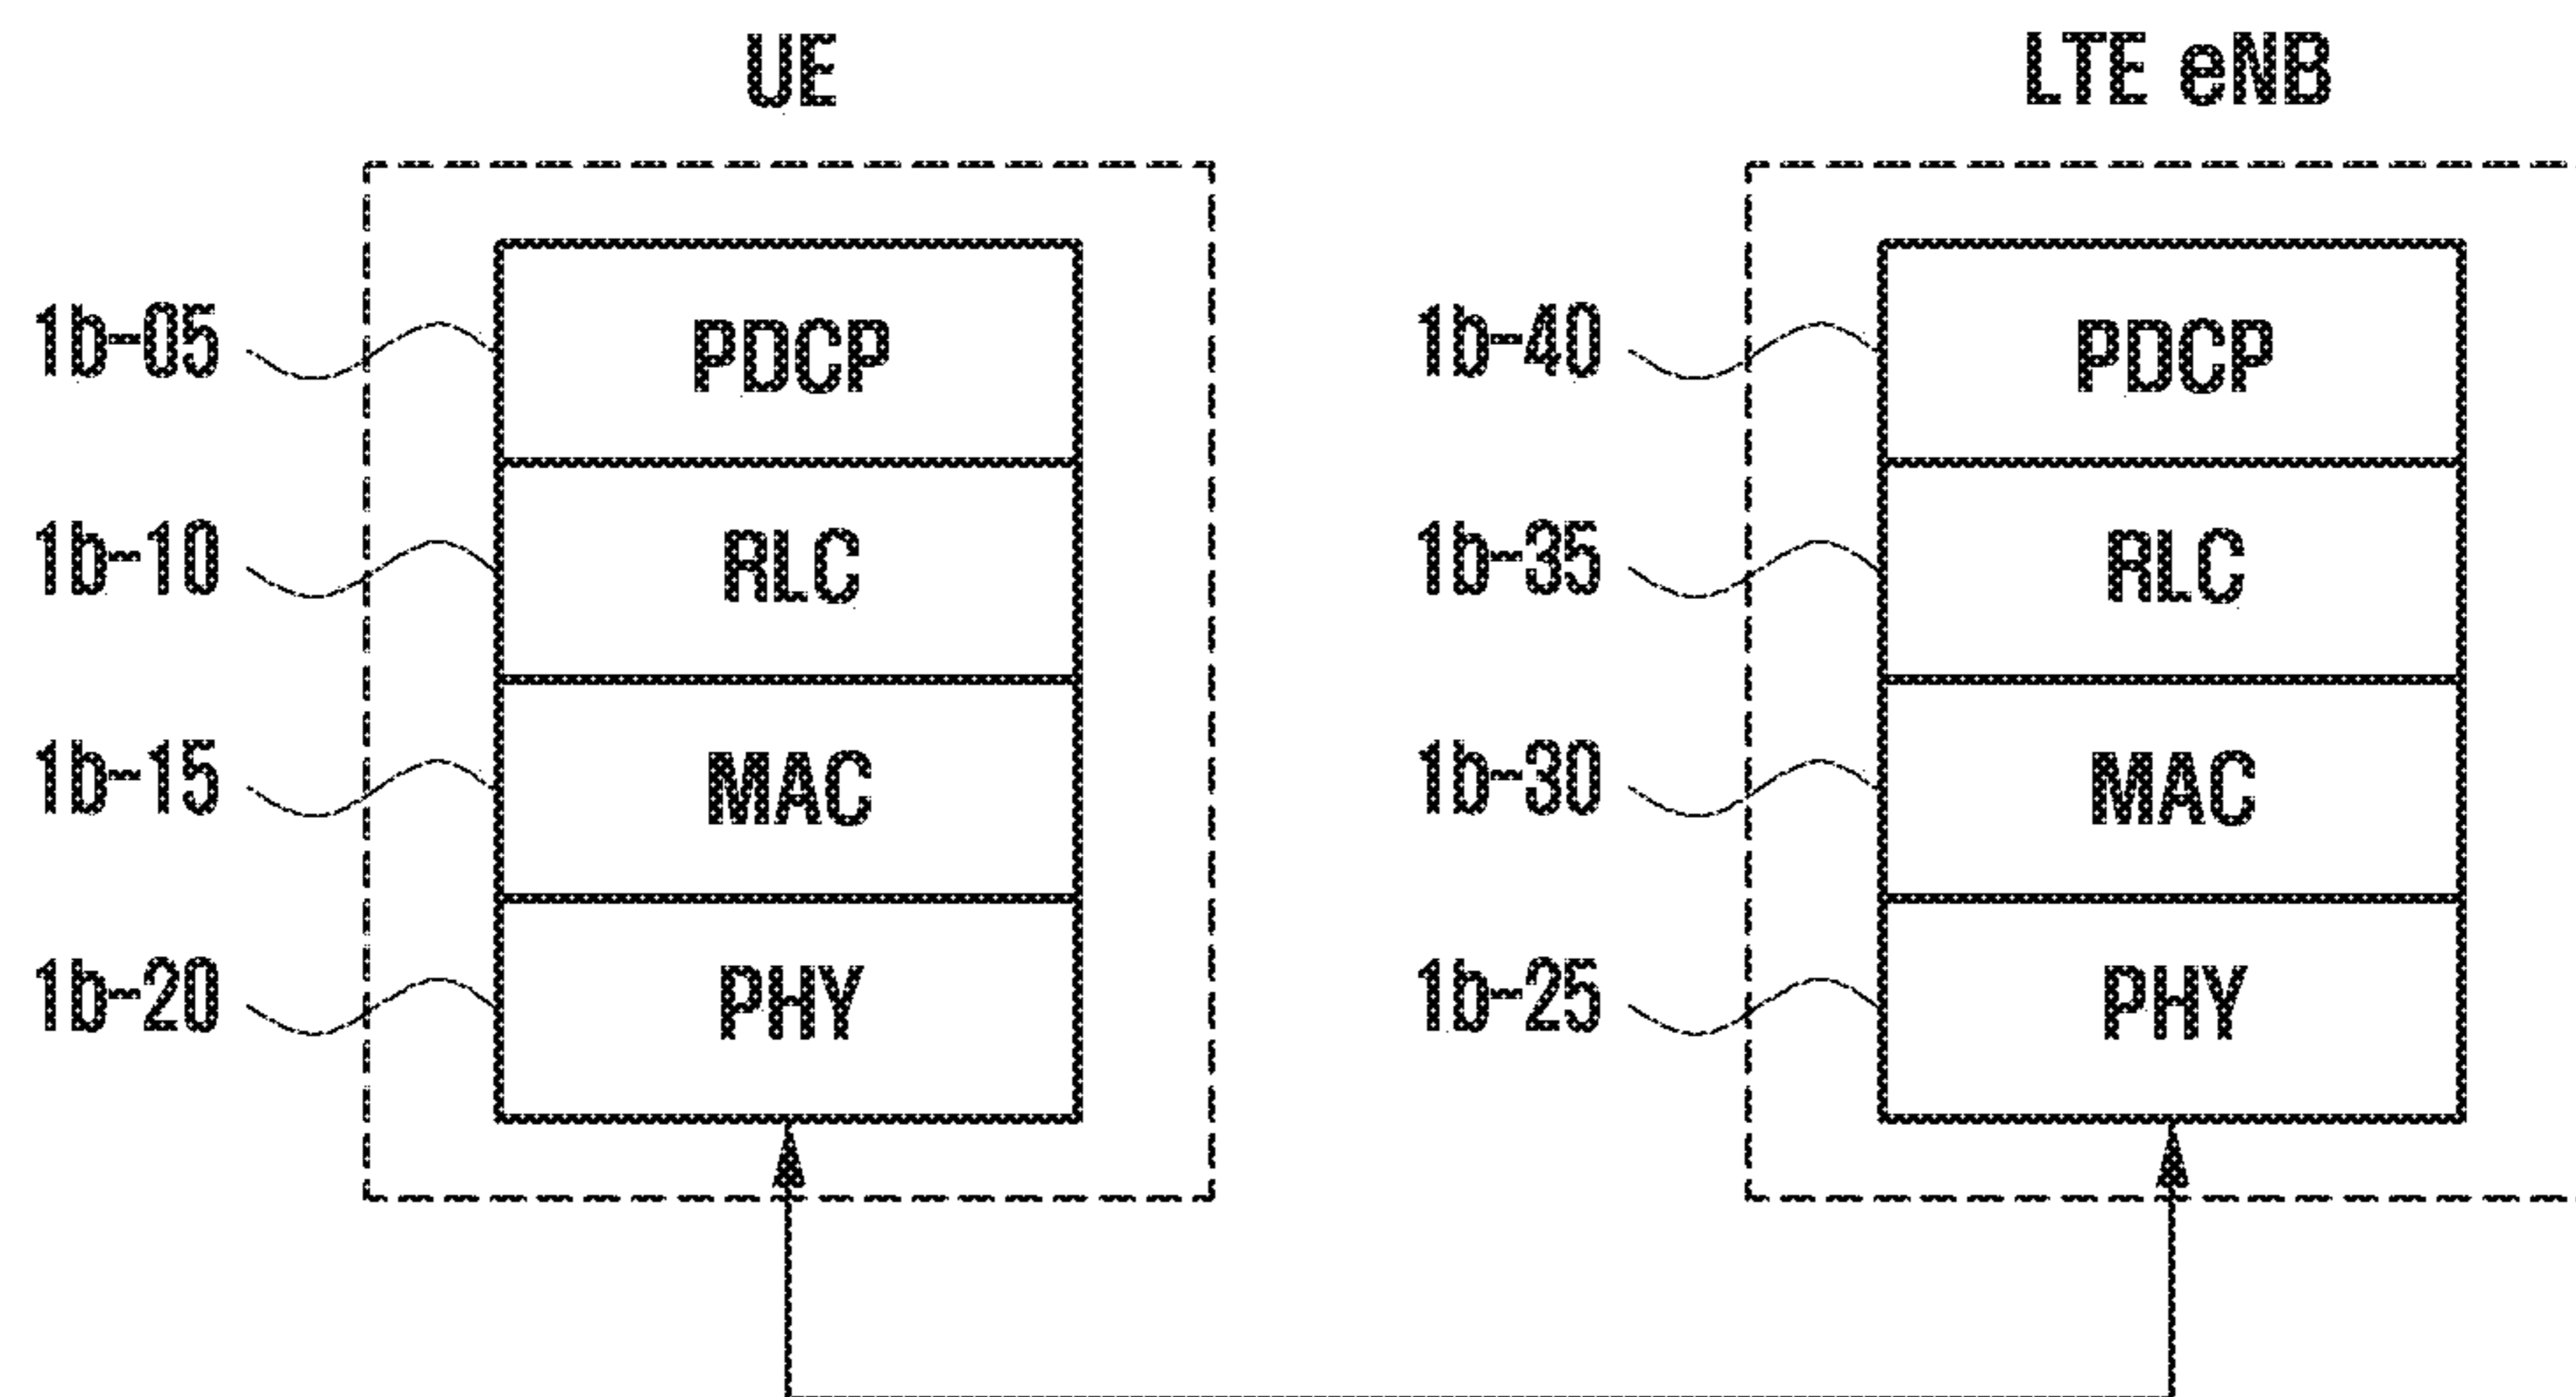 UE
LTE eNB
1b-05
PDCP
1b-40
PDCP
1b-10
RLC
1b-35
RLC
1b-15
MAC
1b-30
MAC
1b-20
PHY
1b-25
PHY